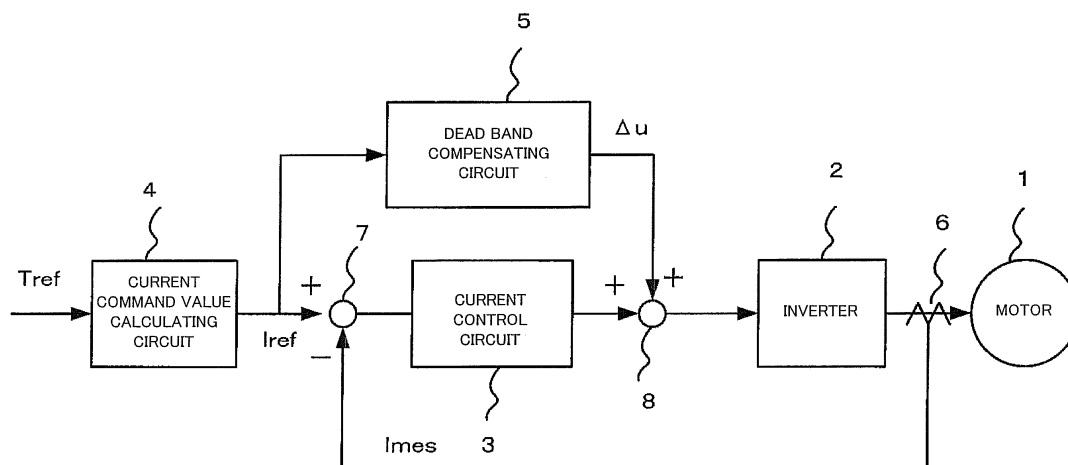 5
DEAD BAND
COMPENSATING
CIRCUIT
Δu
4
7
2
1
6
Tref
CURRENT
COMMAND VALUE
CALCULATING
CIRCUIT
+
Iref
−
CURRENT
CONTROL
CIRCUIT
+
+
INVERTER
MOTOR
8
3
Imes